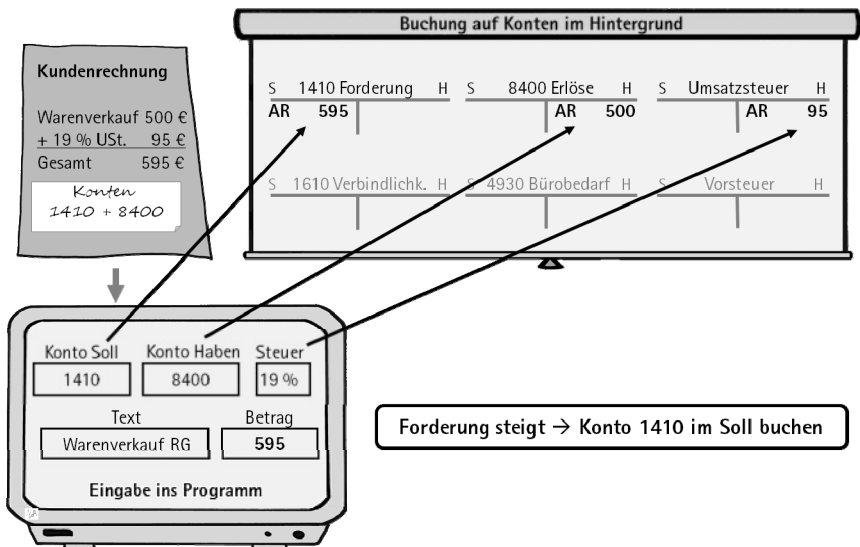 Buchung auf Konten im Hintergrund
Kundenrechnung
Warenverkauf 500 €
+ 19 % USt. 95 €
Gesamt 595 €
Konten
1410 + 8400
S 1410 Forderung H
AR 595
S 8400 Erlöse H
AR 500
S Umsatzsteuer H
AR 95
S 1610 Verbindlichk. H
S 4930 Bürobedarf H
S Vorsteuer H
Konto Soll Konto Haben Steuer
1410 8400 19 %
Text Betrag
Warenverkauf RG 595
Eingabe ins Programm
Forderung steigt → Konto 1410 im Soll buchen